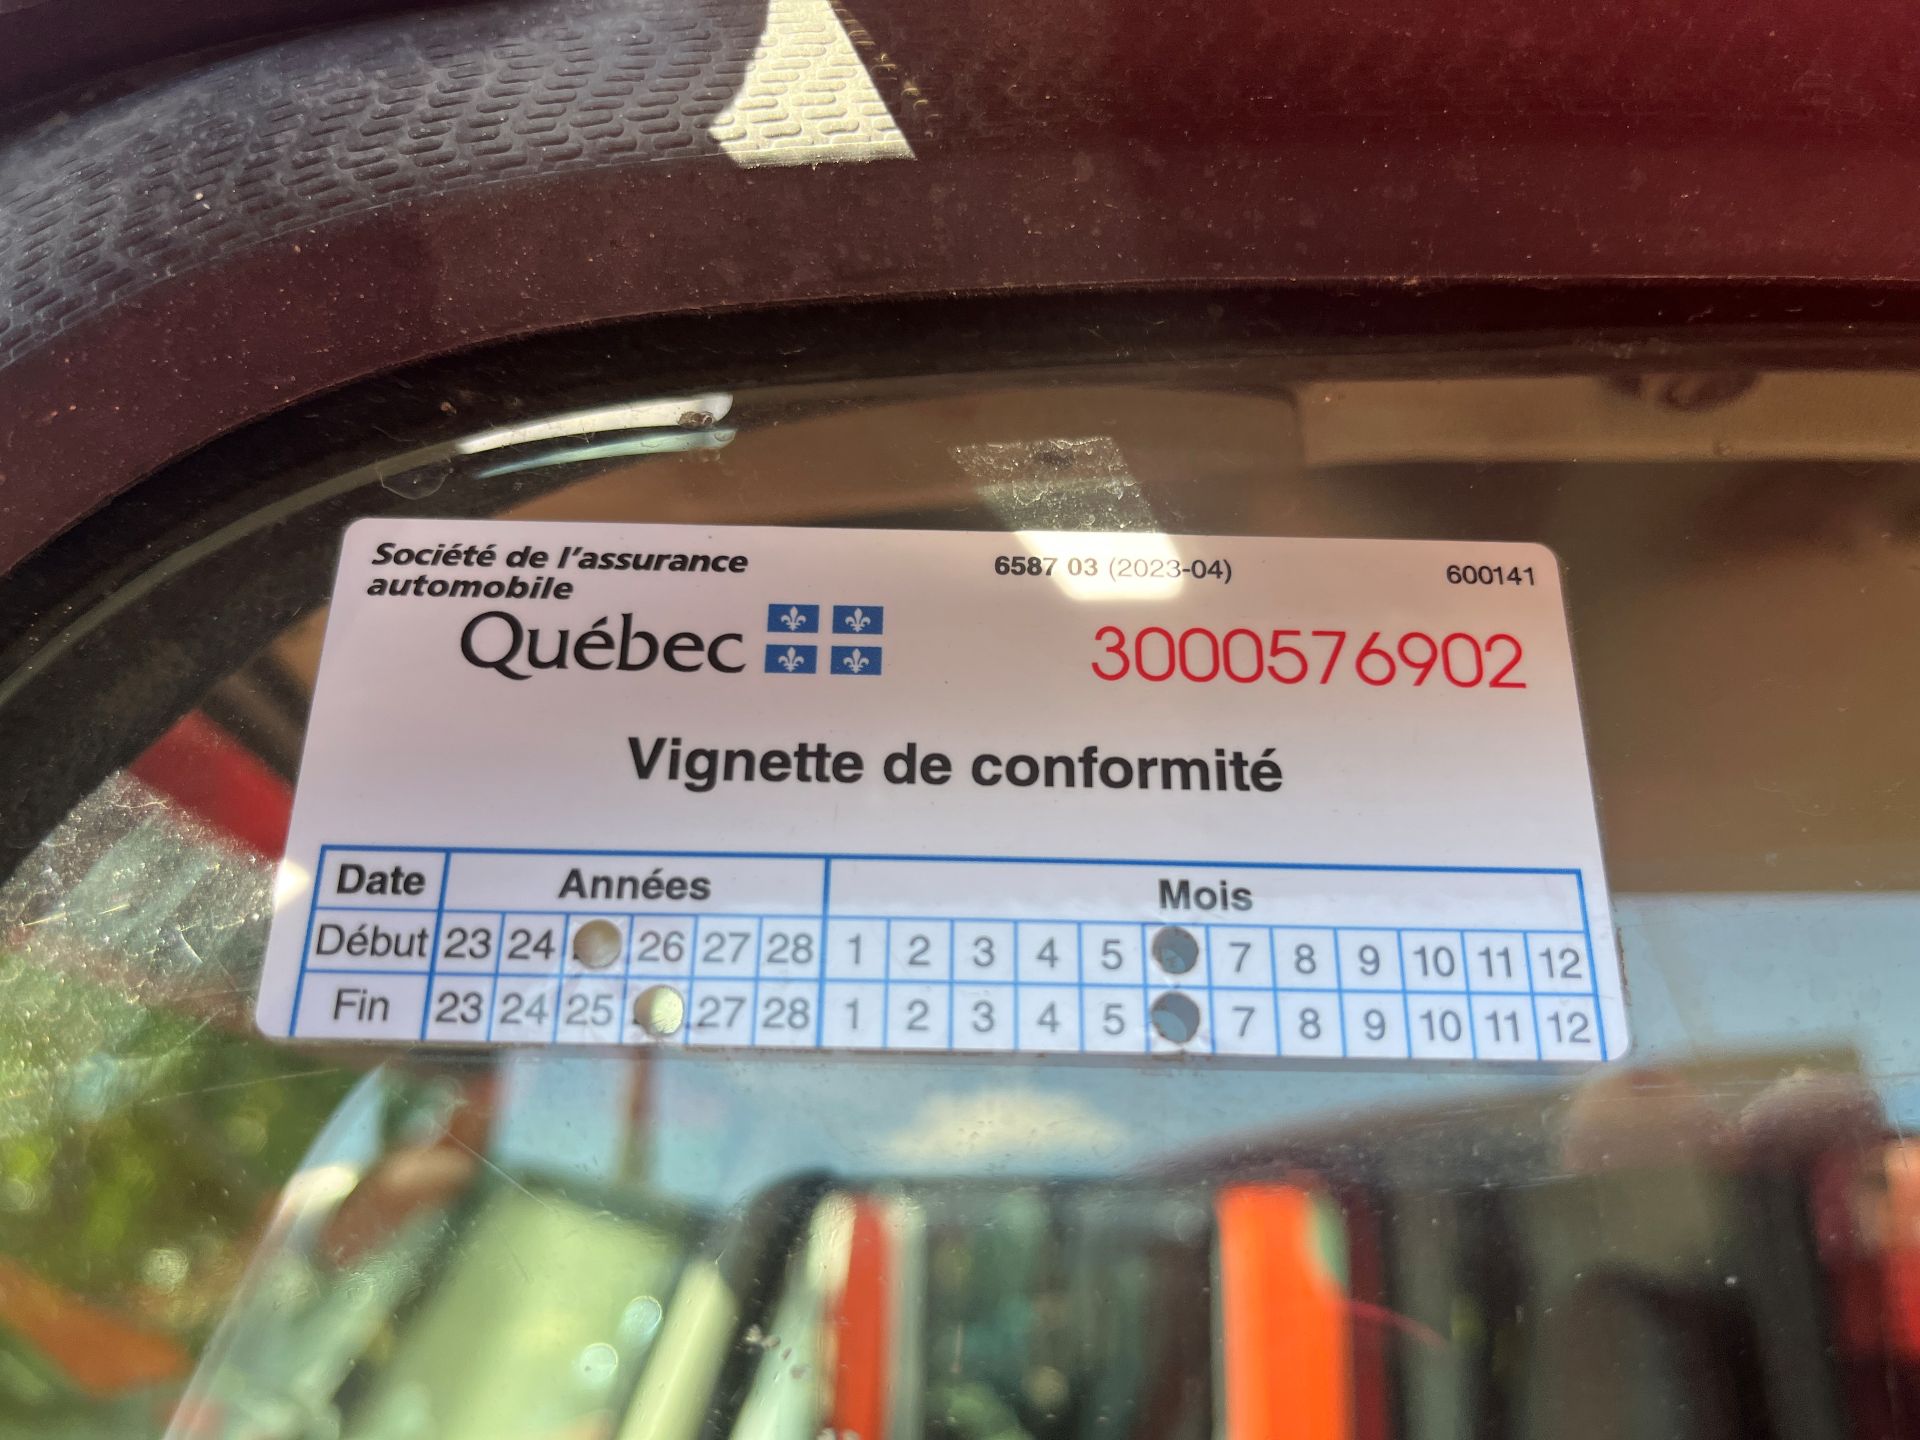 Société de l'assurance
automobile
Québec
6587 03 (2023-04)
600141
3000576902
Vignette de conformité
Date Années Mois
Début 23 24 26 27 28 1 2 3 4 5 7 8 9 10 11 12
Fin 23 24 25 27 28 1 2 3 4 5 7 8 9 10 11 12